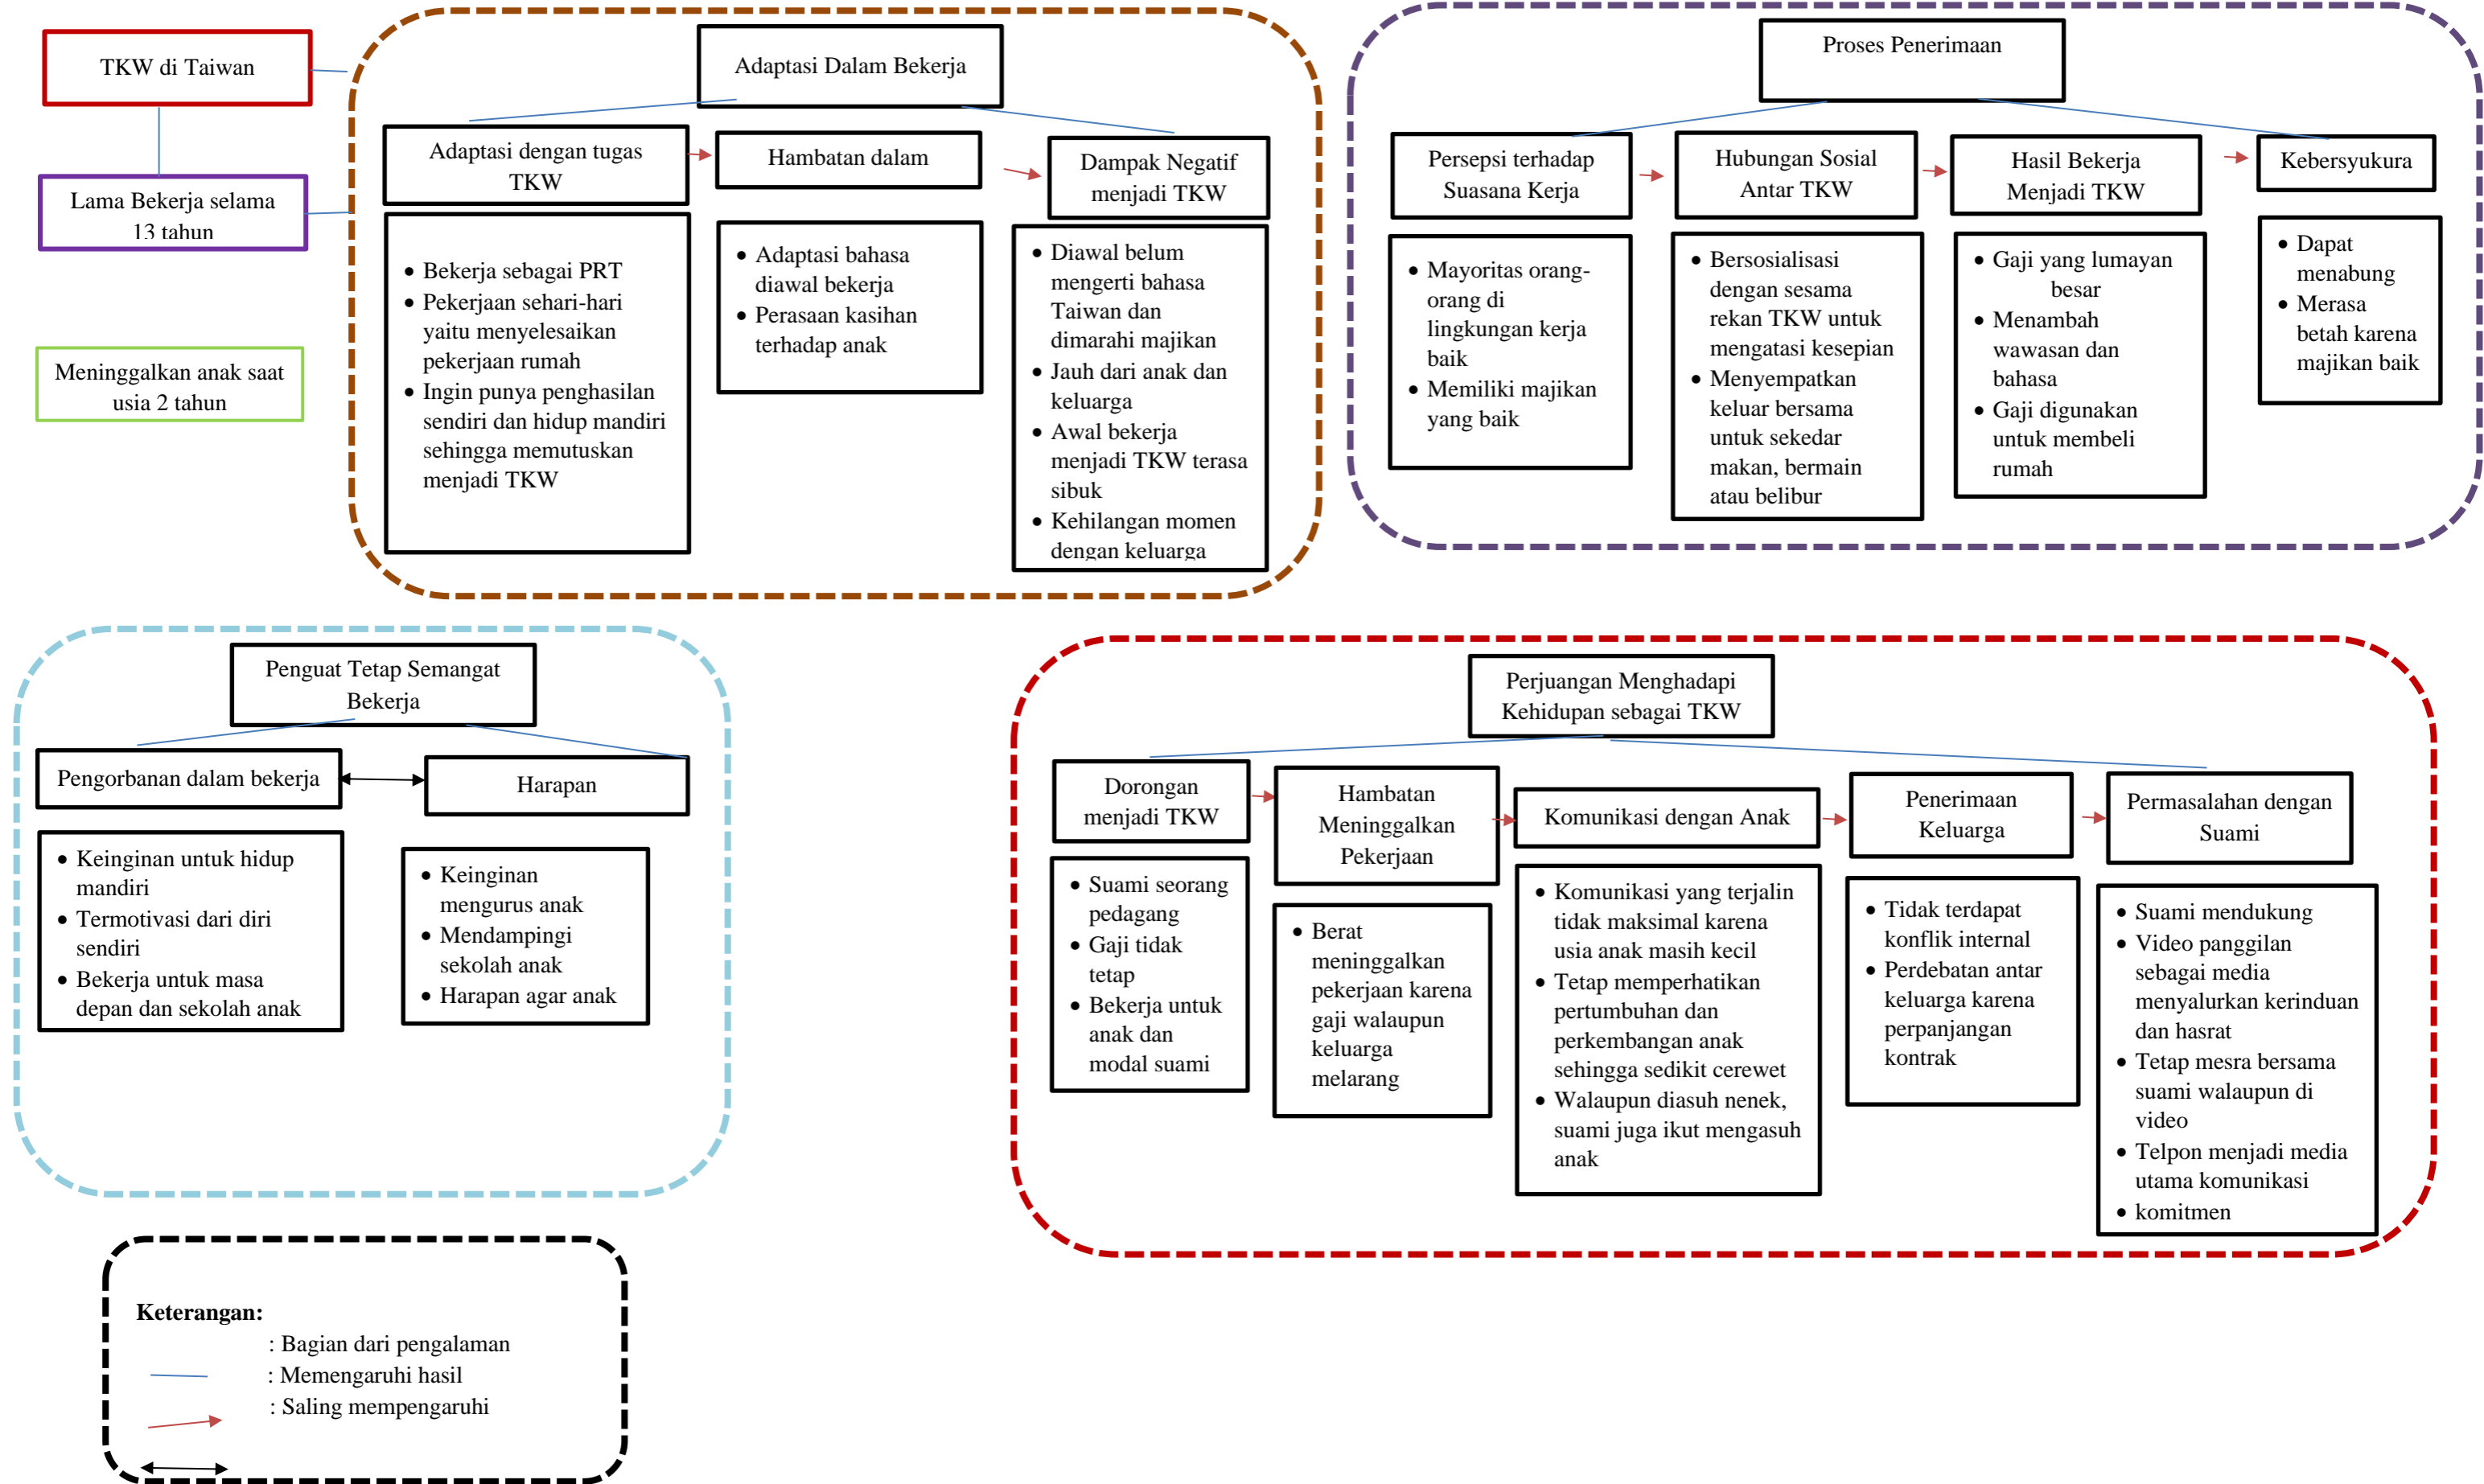 TKW di Taiwan
Lama Bekerja selama
13 tahun
Meninggalkan anak saat
usia 2 tahun
Adaptasi Dalam Bekerja
Adaptasi dengan tugas
TKW
• Bekerja sebagai PRT
• Pekerjaan sehari-hari
yaitu menyelesaikan
pekerjaan rumah
• Ingin punya penghasilan
sendiri dan hidup mandiri
sehingga memutuskan
menjadi TKW
Hambatan dalam
• Adaptasi bahasa
diawal bekerja
• Perasaan kasihan
terhadap anak
Dampak Negatif
menjadi TKW
• Diawal belum
mengerti bahasa
Taiwan dan
dimarahi majikan
• Jauh dari anak dan
keluarga
• Awal bekerja
menjadi TKW terasa
sibuk
• Kehilangan momen
dengan keluarga
Proses Penerimaan
Persepsi terhadap
Suasana Kerja
• Mayoritas orang-
orang di
lingkungan kerja
baik
• Memiliki majikan
yang baik
Hubungan Sosial
Antar TKW
• Bersosialisasi
dengan sesama
rekan TKW untuk
mengatasi kesepian
• Menyempatkan
keluar bersama
untuk sekedar
makan, bermain
atau belibur
Hasil Bekerja
Menjadi TKW
• Gaji yang lumayan
besar
• Menambah
wawasan dan
bahasa
• Gaji digunakan
untuk membeli
rumah
Kebersyukura
• Dapat
menabung
• Merasa
betah karena
majikan baik
Penguat Tetap Semangat
Bekerja
Pengorbanan dalam bekerja
• Keinginan untuk hidup
mandiri
• Termotivasi dari diri
sendiri
• Bekerja untuk masa
depan dan sekolah anak
Harapan
• Keinginan
mengurus anak
• Mendampingi
sekolah anak
• Harapan agar anak
Perjuangan Menghadapi
Kehidupan sebagai TKW
Dorongan
menjadi TKW
• Suami seorang
pedagang
• Gaji tidak
tetap
• Bekerja untuk
anak dan
modal suami
Hambatan
Meninggalkan
Pekerjaan
• Berat
meninggalkan
pekerjaan karena
gaji walaupun
keluarga
melarang
Komunikasi dengan Anak
• Komunikasi yang terjalin
tidak maksimal karena
usia anak masih kecil
• Tetap memperhatikan
pertumbuhan dan
perkembangan anak
sehingga sedikit cerewet
• Walaupun diasuh nenek,
suami juga ikut mengasuh
anak
Penerimaan
Keluarga
• Tidak terdapat
konflik internal
• Perdebatan antar
keluarga karena
perpanjangan
kontrak
Permasalahan dengan
Suami
• Suami mendukung
• Video panggilan
sebagai media
menyalurkan kerinduan
dan hasrat
• Tetap mesra bersama
suami walaupun di
video
• Telpon menjadi media
utama komunikasi
• komitmen
Keterangan:
: Bagian dari pengalaman
: Memengaruhi hasil
: Saling mempengaruhi